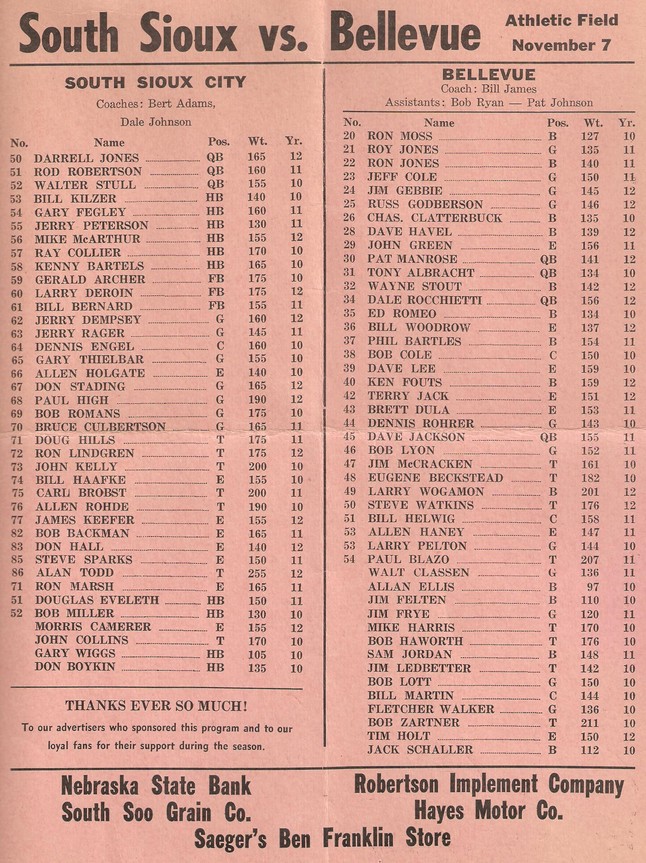 South Sioux vs. Bellevue
Athletic Field
November 7
SOUTH SIOUX CITY
Coaches: Bert Adams,
Dale Johnson
No. Name Pos. Wt. Yr.
50 DARRELL JONES QB 165 12
51 ROD ROBERTSON QB 160 11
52 WALTER STULL QB 155 10
53 BILL KILZER HB 140 10
54 GARY FEGLEY HB 160 11
55 JERRY PETERSON HB 130 11
56 MIKE McARTHUR HB 155 12
57 RAY COLLIER HB 170 10
58 KENNY BARTELS HB 165 10
59 GERALD ARCHER FB 175 10
60 LARRY DEROIN FB 175 12
61 BILL BERNARD FB 155 11
62 JERRY DEMPSEY G 160 12
63 JERRY RAGER G 145 11
64 DENNIS ENGEL C 160 10
65 GARY THIELBAR G 155 10
66 ALLEN HOLGATE E 140 10
67 DON STADING G 165 12
68 PAUL HIGH G 190 12
69 BOB ROMANS G 175 10
70 BRUCE CULBERTSON G 165 11
71 DOUG HILLS T 175 11
72 RON LINDGREN T 175 12
73 JOHN KELLY T 200 10
74 BILL HAAFKE E 155 10
75 CARL BROBST T 200 11
76 ALLEN ROHDE T 190 10
77 JAMES KEEFER E 155 12
82 BOB BACKMAN E 165 11
83 DON HALL E 140 12
85 STEVE SPARKS E 150 11
86 ALAN TODD T 255 12
71 RON MARSH E 165 11
51 DOUGLAS EVELETH HB 150 11
52 BOB MILLER HB 130 10
MORRIS CAMERER E 155 12
JOHN COLLINS T 170 10
GARY WIGGS HB 105 10
DON BOYKIN HB 135 10
THANKS EVER SO MUCH!
To our advertisers who sponsored this program and to our
loyal fans for their support during the season.
BELLEVUE
Coach: Bill James
Assistants: Bob Ryan — Pat Johnson
No. Name Pos. Wt. Yr.
20 RON MOSS B 127 10
21 ROY JONES G 135 11
22 RON JONES B 140 11
23 JEFF COLE G 150 11
24 JIM GEBBIE G 145 12
25 RUSS GODBERSON G 146 12
26 CHAS. CLATTERBUCK B 135 10
28 DAVE HAVEL B 139 12
29 JOHN GREEN E 156 11
30 PAT MANROSE QB 141 12
31 TONY ALBRACHT QB 134 10
32 WAYNE STOUT B 142 12
34 DALE ROCCHIETTI QB 156 12
35 ED ROMEO B 134 10
36 BILL WOODROW E 137 12
37 PHIL BARTLES B 154 11
38 BOB COLE C 150 10
39 DAVE LEE E 159 10
40 KEN FOUTS B 159 12
42 TERRY JACK E 151 12
43 BRETT DULA E 153 11
44 DENNIS ROHRER G 143 10
45 DAVE JACKSON QB 155 11
46 BOB LYON G 152 11
47 JIM McCRACKEN T 161 10
48 EUGENE BECKSTEAD T 182 10
49 LARRY WOGAMON B 201 12
50 STEVE WATKINS T 176 12
51 BILL HELWIG C 158 11
53 ALLEN HANEY E 147 11
53 LARRY PELTON G 144 10
54 PAUL BLAZO T 207 11
WALT CLASSEN G 136 11
ALLAN ELLIS B 97 10
JIM FELTEN B 110 10
JIM FRYE G 120 11
MIKE HARRIS T 170 10
BOB HAWORTH T 176 10
SAM JORDAN B 148 11
JIM LEDBETTER T 142 10
BOB LOTT G 150 10
BILL MARTIN C 144 10
FLETCHER WALKER G 136 10
BOB ZARTNER T 211 10
TIM HOLT E 150 12
JACK SCHALLER B 112 10
Nebraska State Bank
South Soo Grain Co.
Robertson Implement Company
Hayes Motor Co.
Saeger's Ben Franklin Store